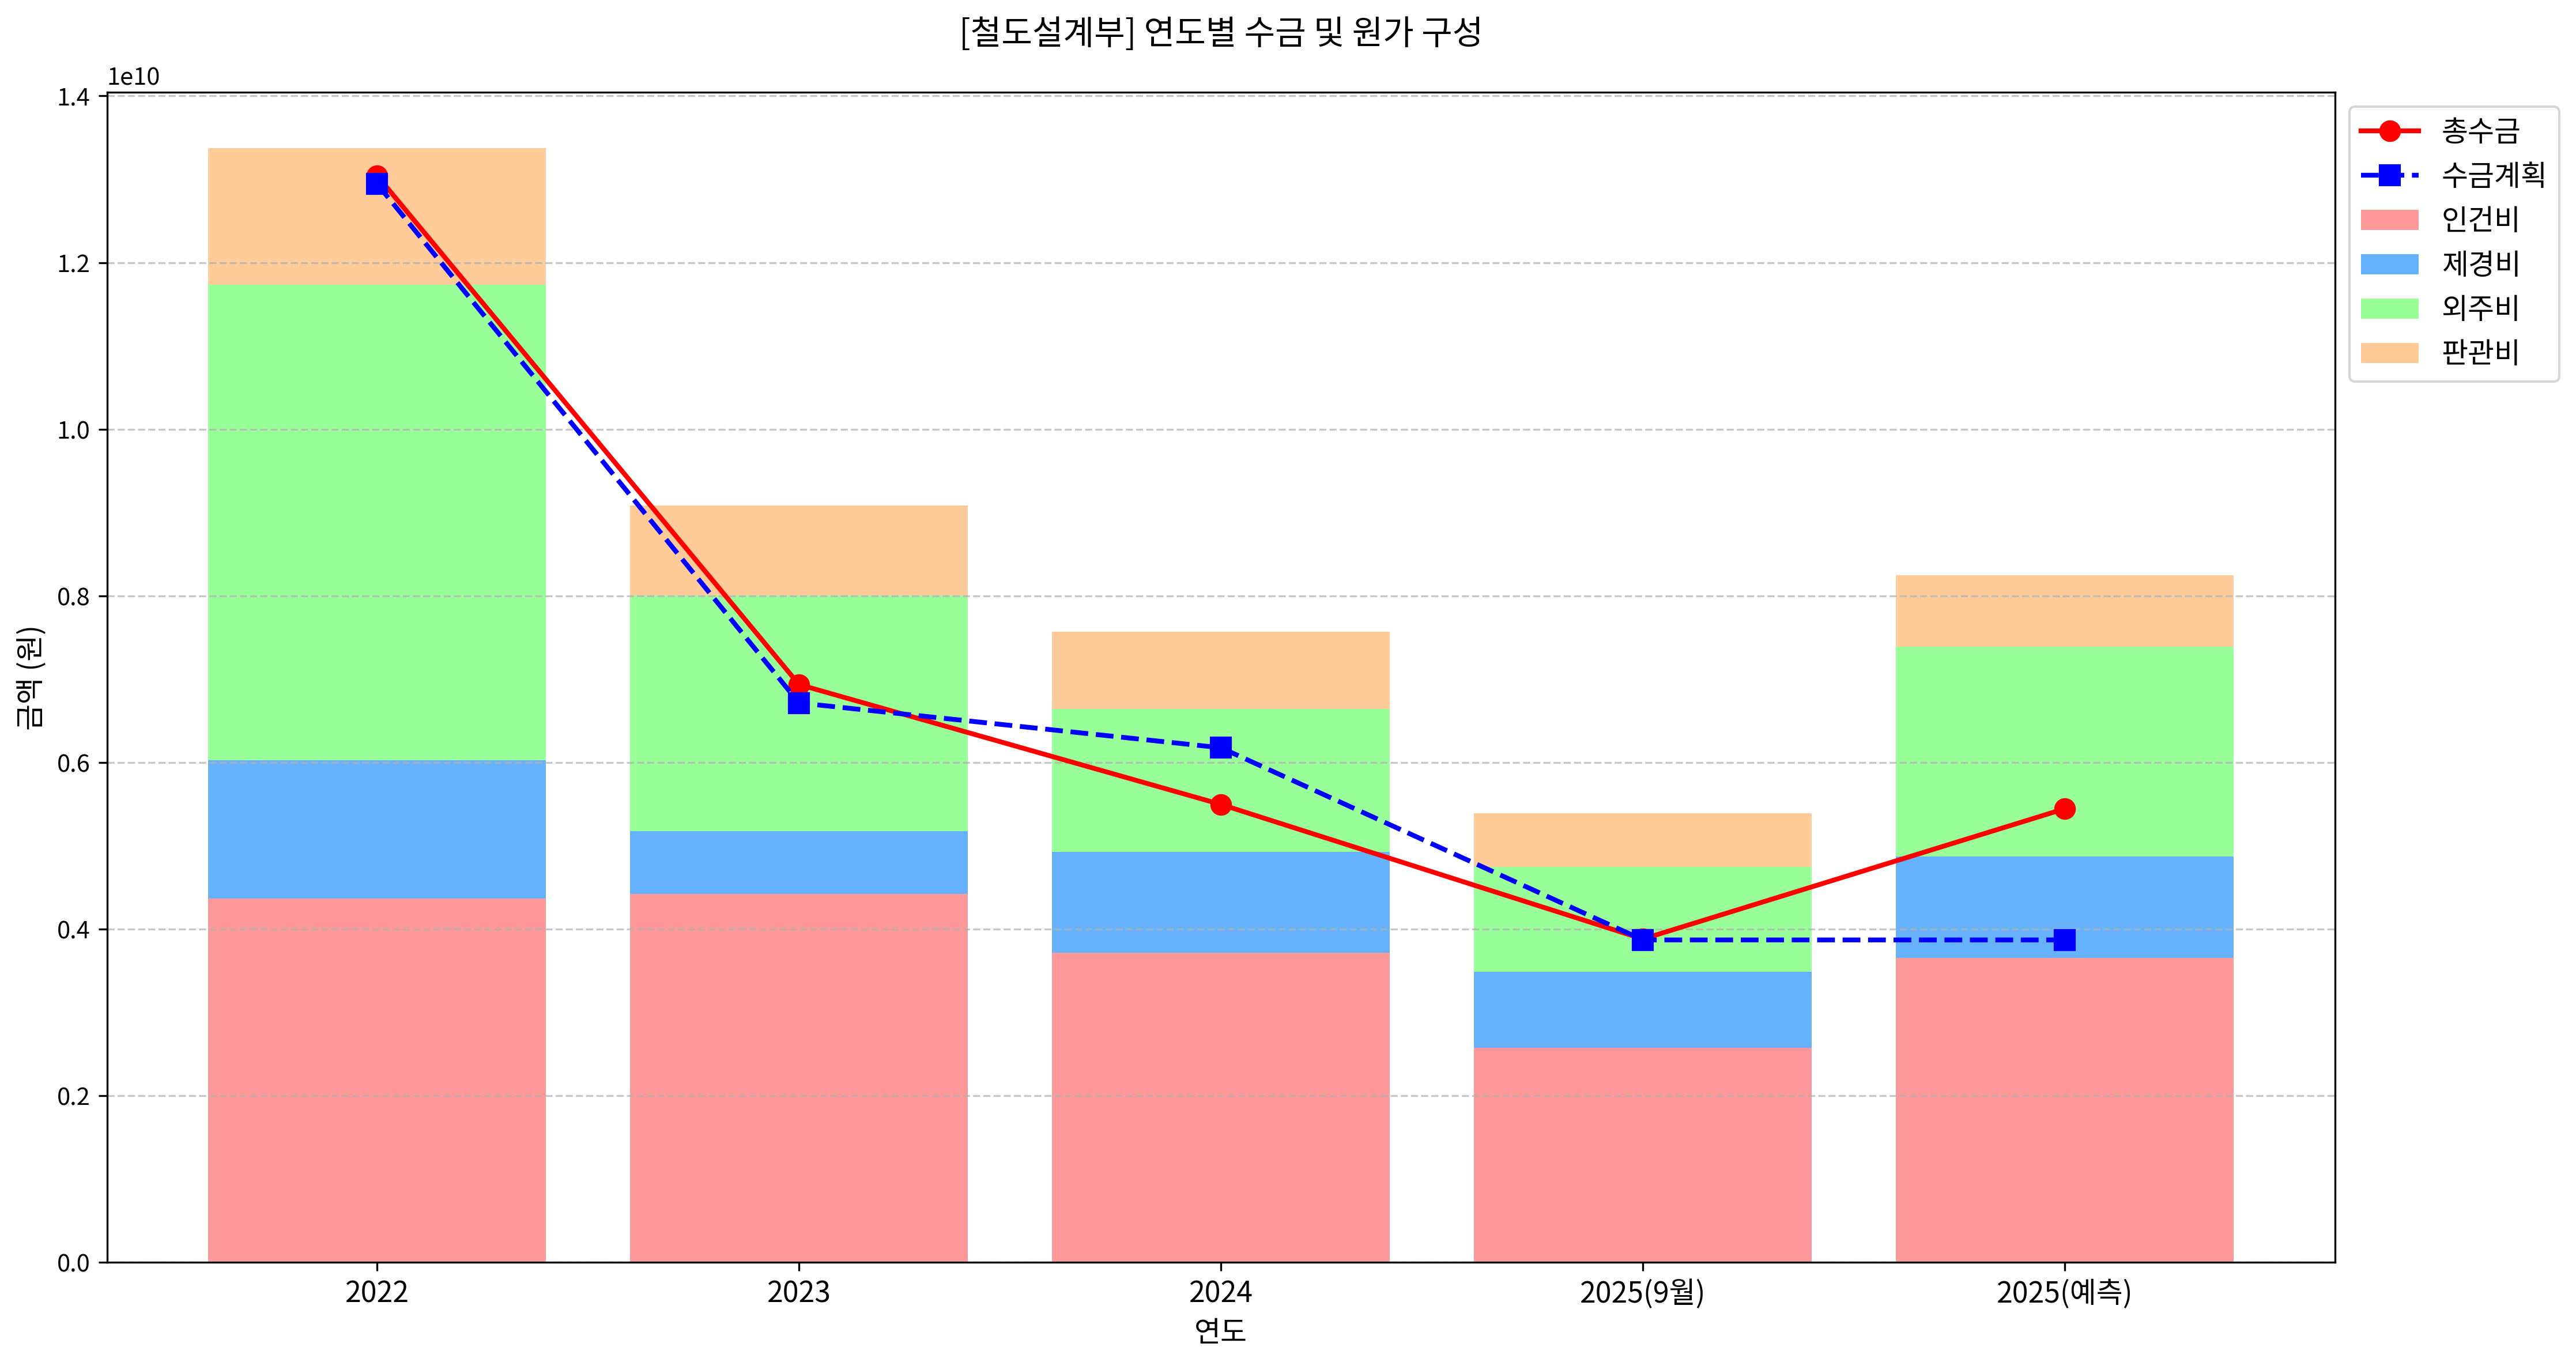 [철도설계부] 연도별 수금 및 원가 구성
1e10
1.4
1.2
1.0
0.8
0.6
0.4
0.2
0.0
금액 (원)
2022
2023
2024
2025(9월)
2025(예측)
연도
총수금
수금계획
인건비
제경비
외주비
판관비